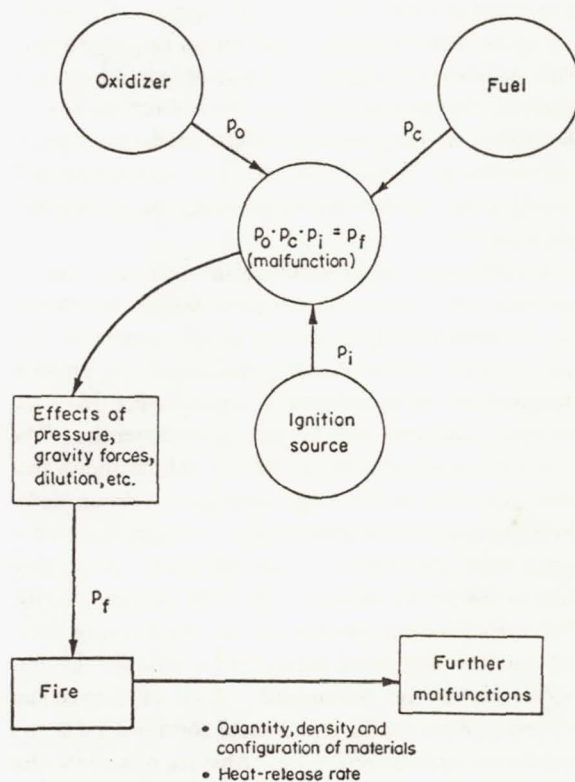 Oxidizer
Fuel
p_o
p_c
p_o · p_c · p_i = p_f
(malfunction)
p_i
Ignition
source
Effects of
pressure,
gravity forces,
dilution, etc.
p_f
Fire
Further
malfunctions
• Quantity, density and
configuration of materials
• Heat-release rate